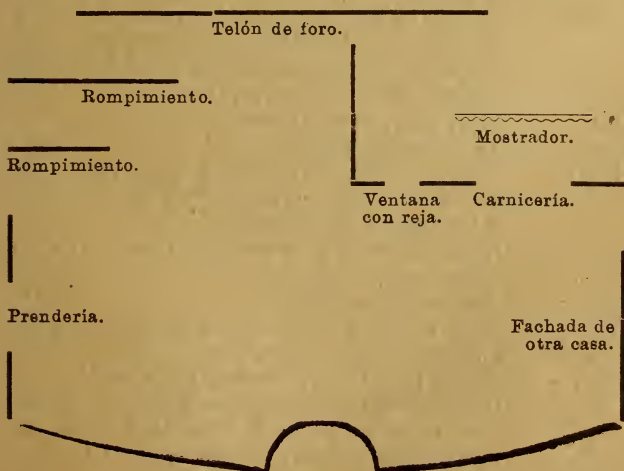 Telón de foro.
Rompimiento.
Mostrador.
Rompimiento.
Ventana
con reja.
Carnicería.
Prendería.
Fachada de
otra casa.